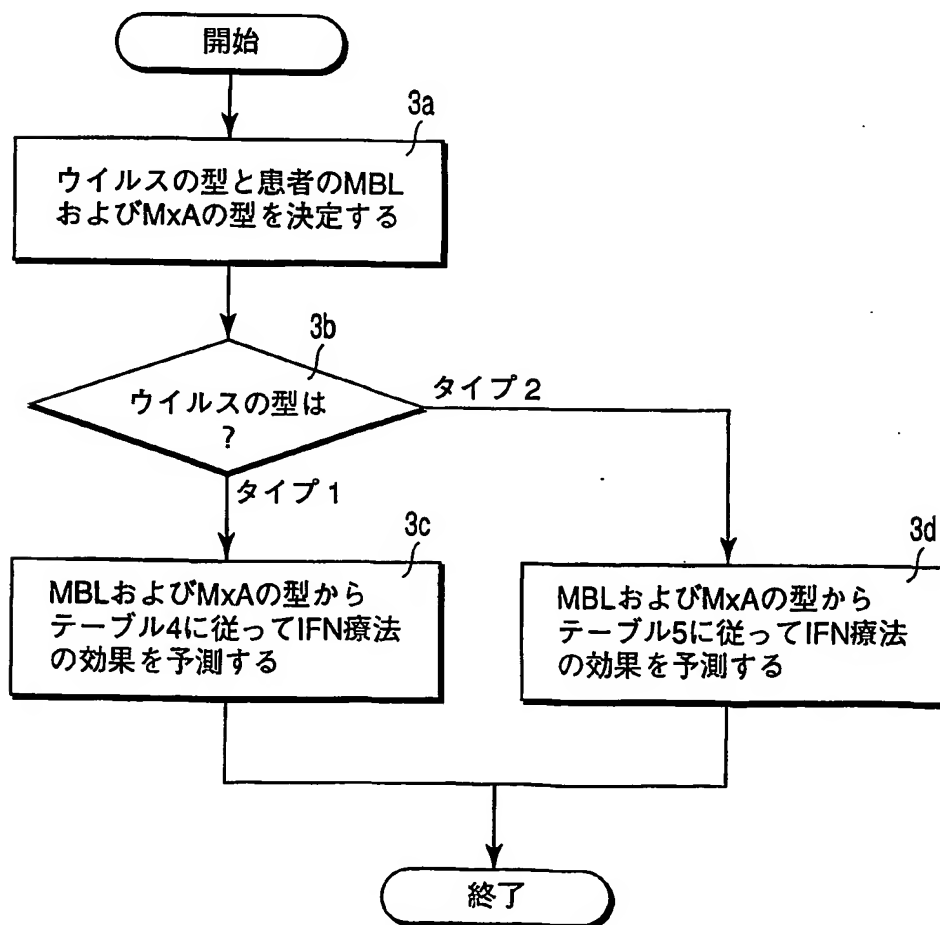 開始
3a
ウイルスの型と患者のMBL
およびMxAの型を決定する
3b
ウイルスの型は
?
タイプ2
タイプ1
3c
MBLおよびMxAの型から
テーブル4に従ってIFN療法
の効果を予測する
3d
MBLおよびMxAの型から
テーブル5に従ってIFN療法
の効果を予測する
終了